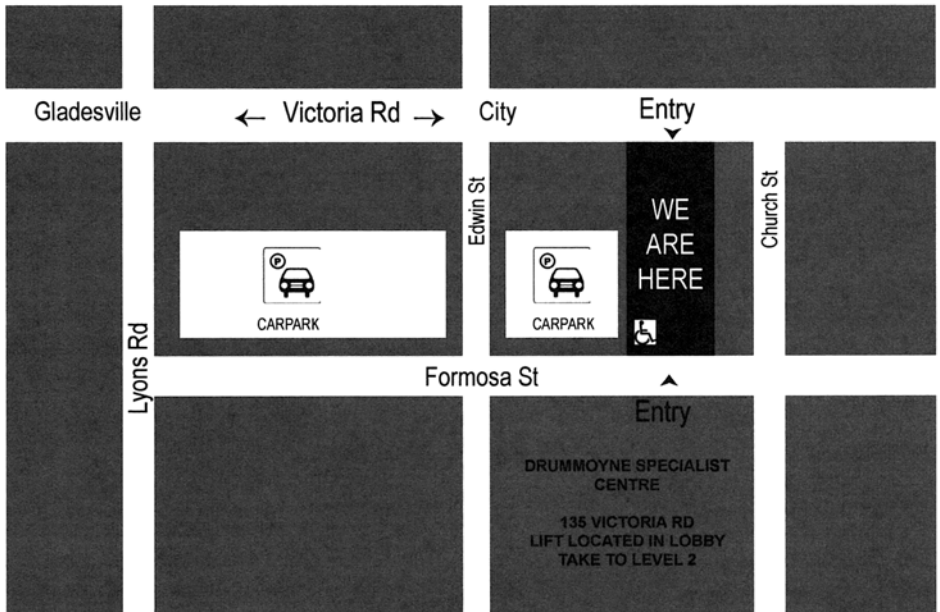 Gladesville
← Victoria Rd →
City
Entry
Edwin St
Church St
WE
ARE
HERE
P
CARPARK
P
CARPARK
Lyons Rd
Formosa St
Entry
DRUMMOYNE SPECIALIST
CENTRE
135 VICTORIA RD
LIFT LOCATED IN LOBBY
TAKE TO LEVEL 2